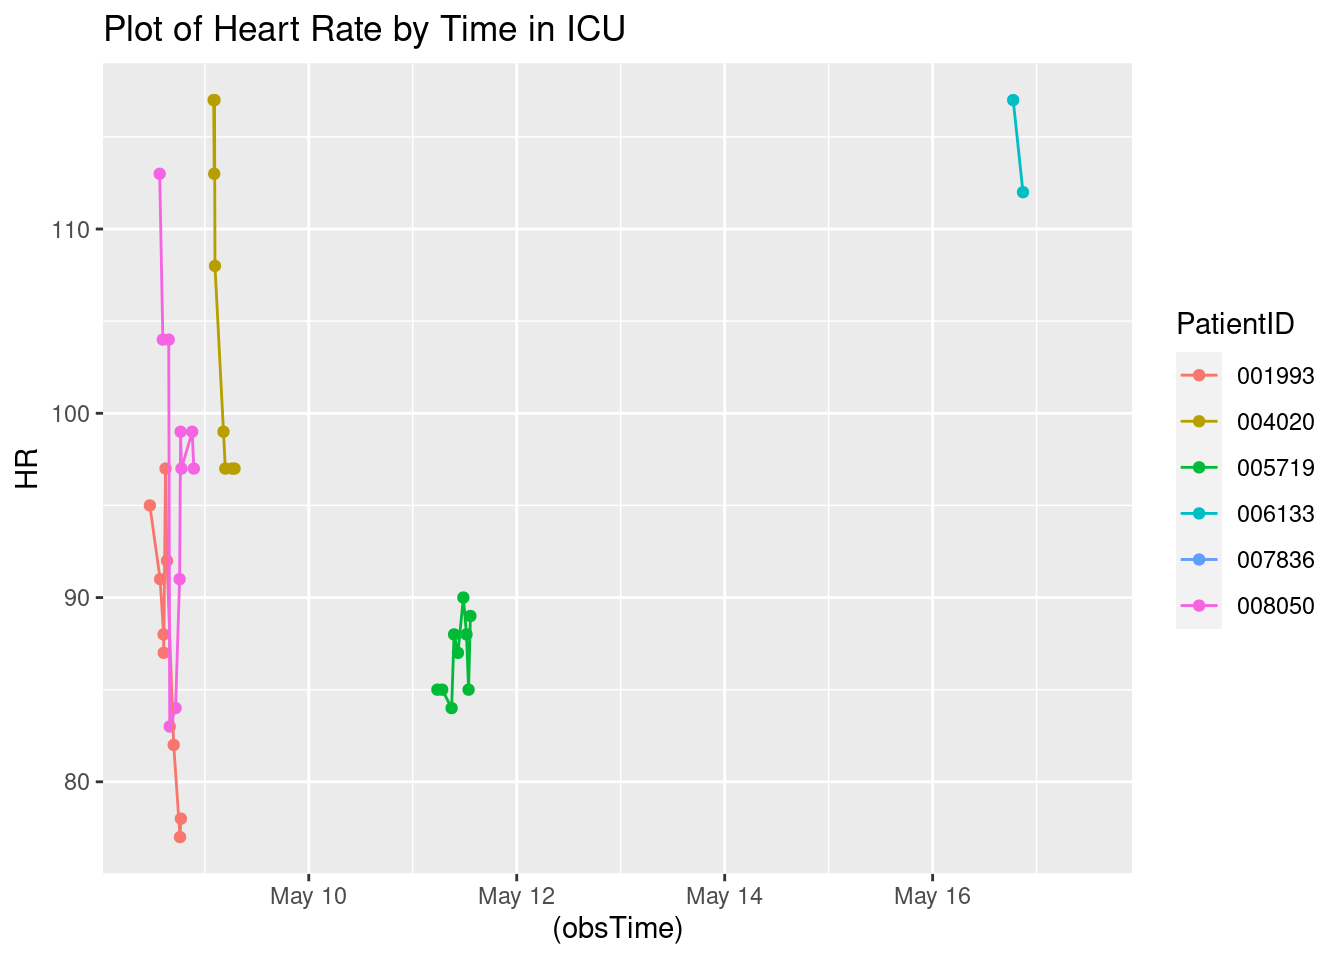 Plot of Heart Rate by Time in ICU
HR
110
100
90
80
May 10
May 12
May 14
May 16
(obsTime)
PatientID
001993
004020
005719
006133
007836
008050